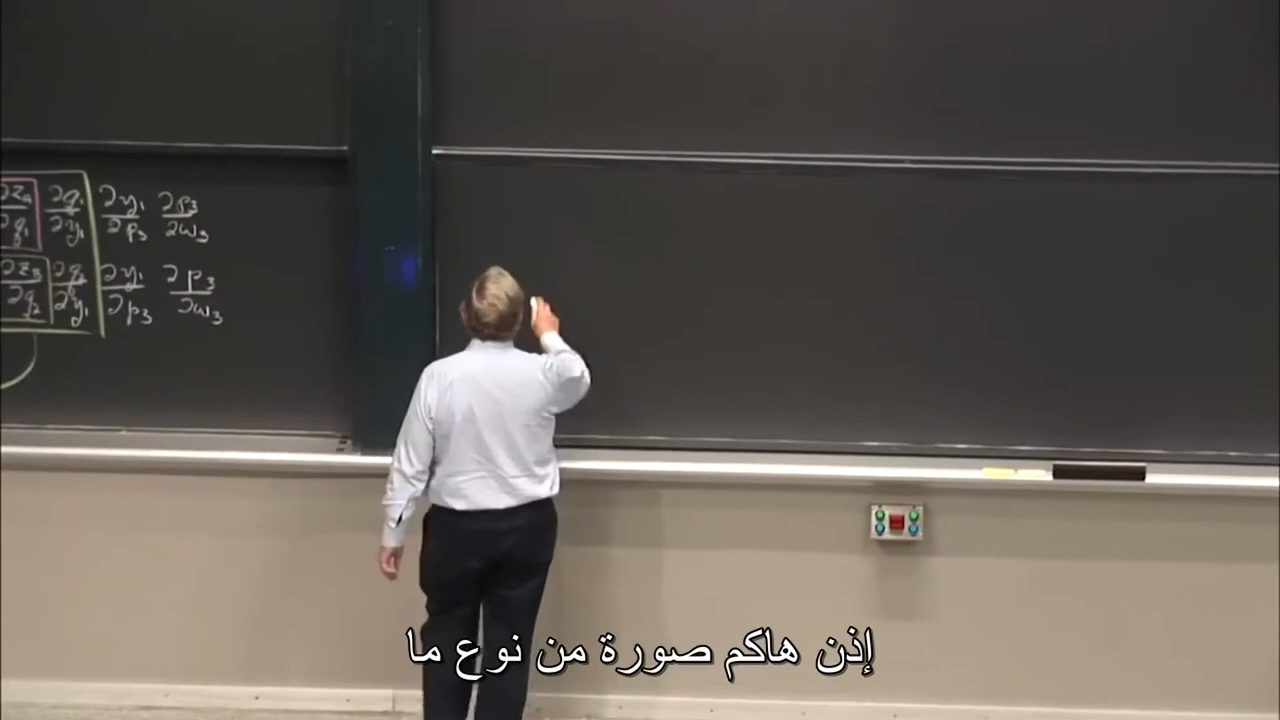 ∂z₂/∂q₁ ∂q₁/∂y₁ ∂y₁/∂p₃ ∂p₃/∂w₃
∂z₃/∂q₂ ∂q₂/∂y₁ ∂y₁/∂p₃ ∂p₃/∂w₃
إذن هاكم صورة من نوع ما